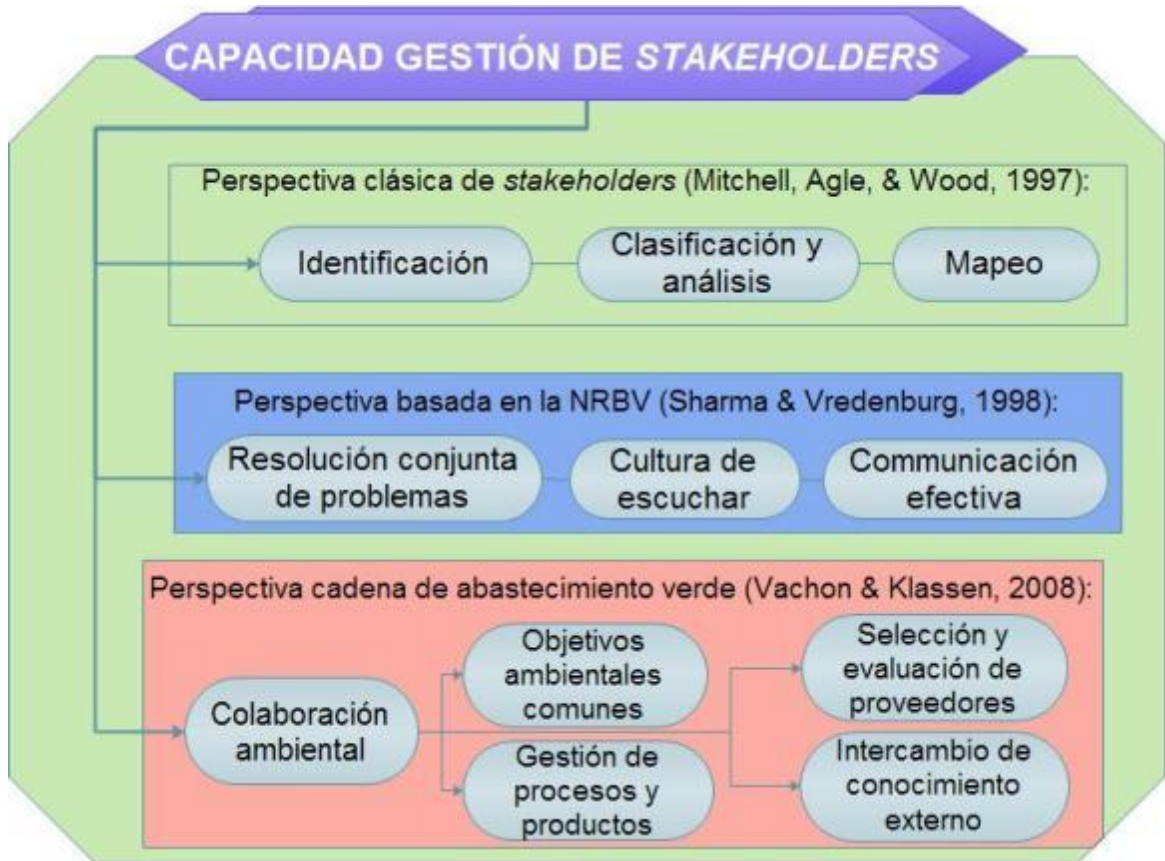 CAPACIDAD GESTIÓN DE STAKEHOLDERS
Perspectiva clásica de stakeholders (Mitchell, Agle, & Wood, 1997):
Identificación
Clasificación y
análisis
Mapeo
Perspectiva basada en la NRBV (Sharma & Vredenburg, 1998):
Resolución conjunta
de problemas
Cultura de
escuchar
Communicación
efectiva
Perspectiva cadena de abastecimiento verde (Vachon & Klassen, 2008):
Colaboración
ambiental
Objetivos
ambientales
comunes
Gestión de
procesos y
productos
Selección y
evaluación de
proveedores
Intercambio de
conocimiento
externo